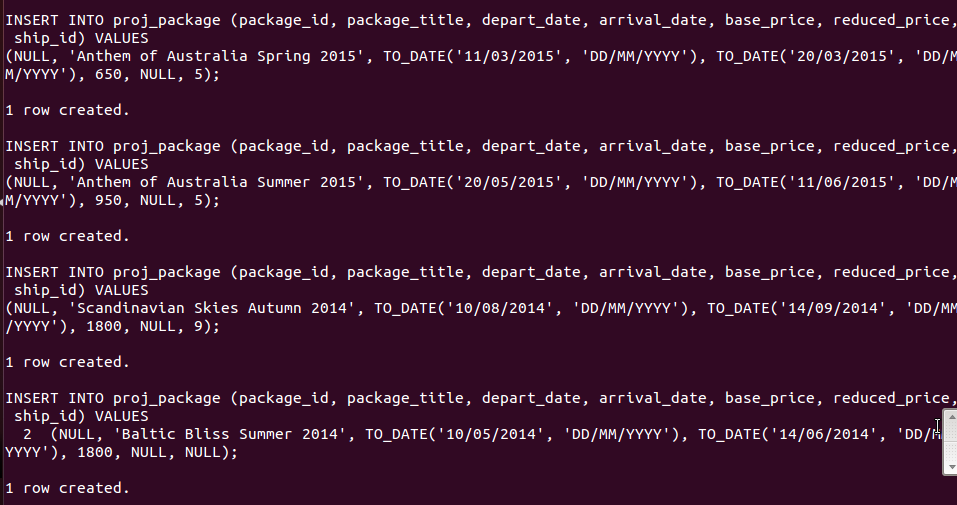 INSERT INTO proj_package (package_id, package_title, depart_date, arrival_date, base_price, reduced_price,
 ship_id) VALUES
(NULL, 'Anthem of Australia Spring 2015', TO_DATE('11/03/2015', 'DD/MM/YYYY'), TO_DATE('20/03/2015', 'DD/M
M/YYYY'), 650, NULL, 5);
1 row created.
INSERT INTO proj_package (package_id, package_title, depart_date, arrival_date, base_price, reduced_price,
 ship_id) VALUES
(NULL, 'Anthem of Australia Summer 2015', TO_DATE('20/05/2015', 'DD/MM/YYYY'), TO_DATE('11/06/2015', 'DD/M
M/YYYY'), 950, NULL, 5);
1 row created.
INSERT INTO proj_package (package_id, package_title, depart_date, arrival_date, base_price, reduced_price,
 ship_id) VALUES
(NULL, 'Scandinavian Skies Autumn 2014', TO_DATE('10/08/2014', 'DD/MM/YYYY'), TO_DATE('14/09/2014', 'DD/MM
/YYYY'), 1800, NULL, 9);
1 row created.
INSERT INTO proj_package (package_id, package_title, depart_date, arrival_date, base_price, reduced_price,
 ship_id) VALUES
  2  (NULL, 'Baltic Bliss Summer 2014', TO_DATE('10/05/2014', 'DD/MM/YYYY'), TO_DATE('14/06/2014', 'DD/M
YYYY'), 1800, NULL, NULL);
1 row created.